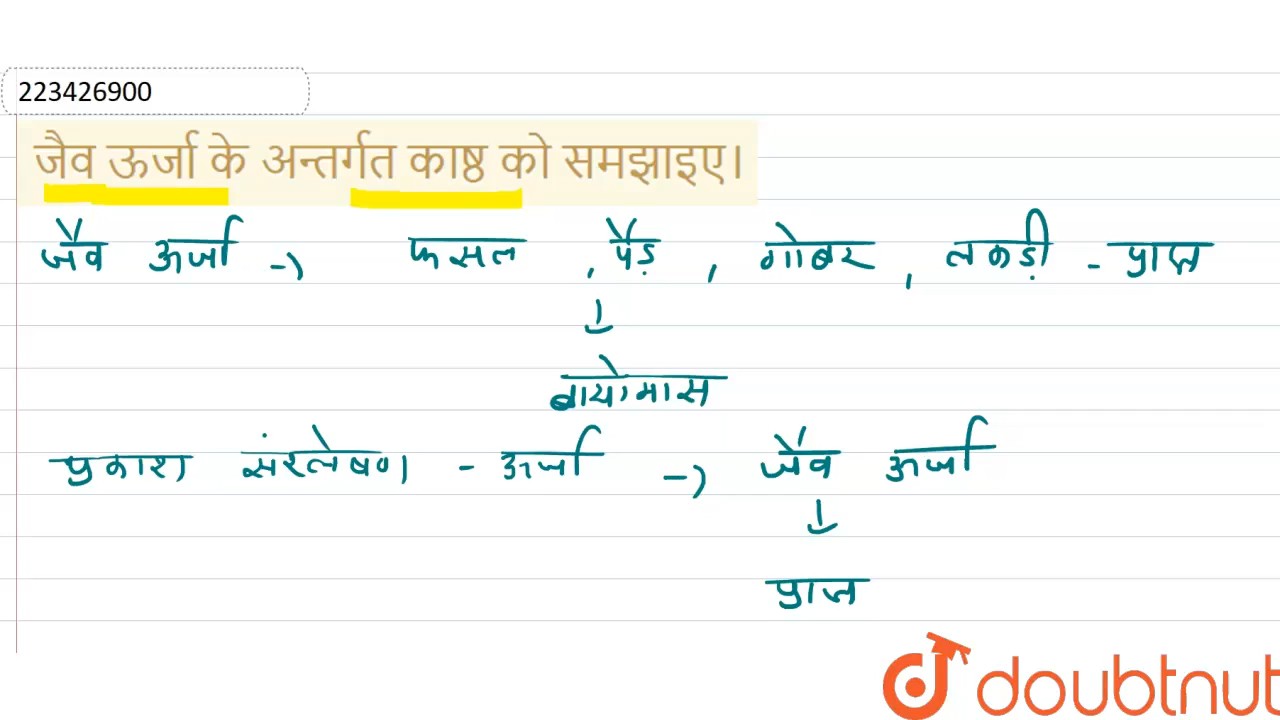 223426900
जैव ऊर्जा के अन्तर्गत काष्ठ को समझाइए।
जैव ऊर्जा → फसल , पेड़ , गोबर , लकड़ी - प्राप्त
↓
बायोमास
प्रकाश संश्लेषण - ऊर्जा → जैव ऊर्जा
↓
प्राप्त
doubtnut